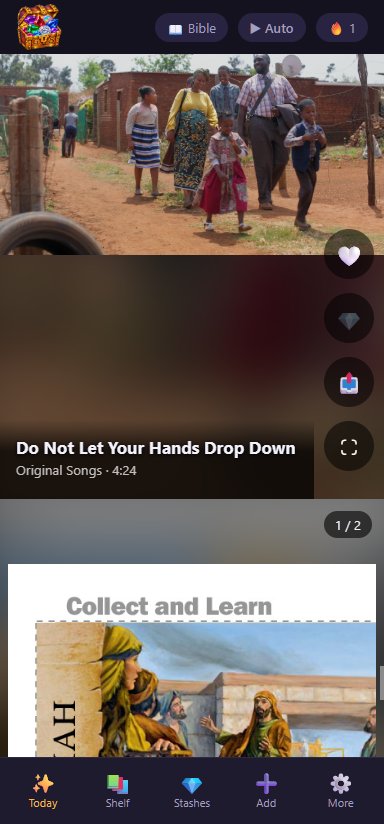 Bible
Auto
1
Do Not Let Your Hands Drop Down
Original Songs · 4:24
1 / 2
Collect and Learn
Today
Shelf
Stashes
Add
More